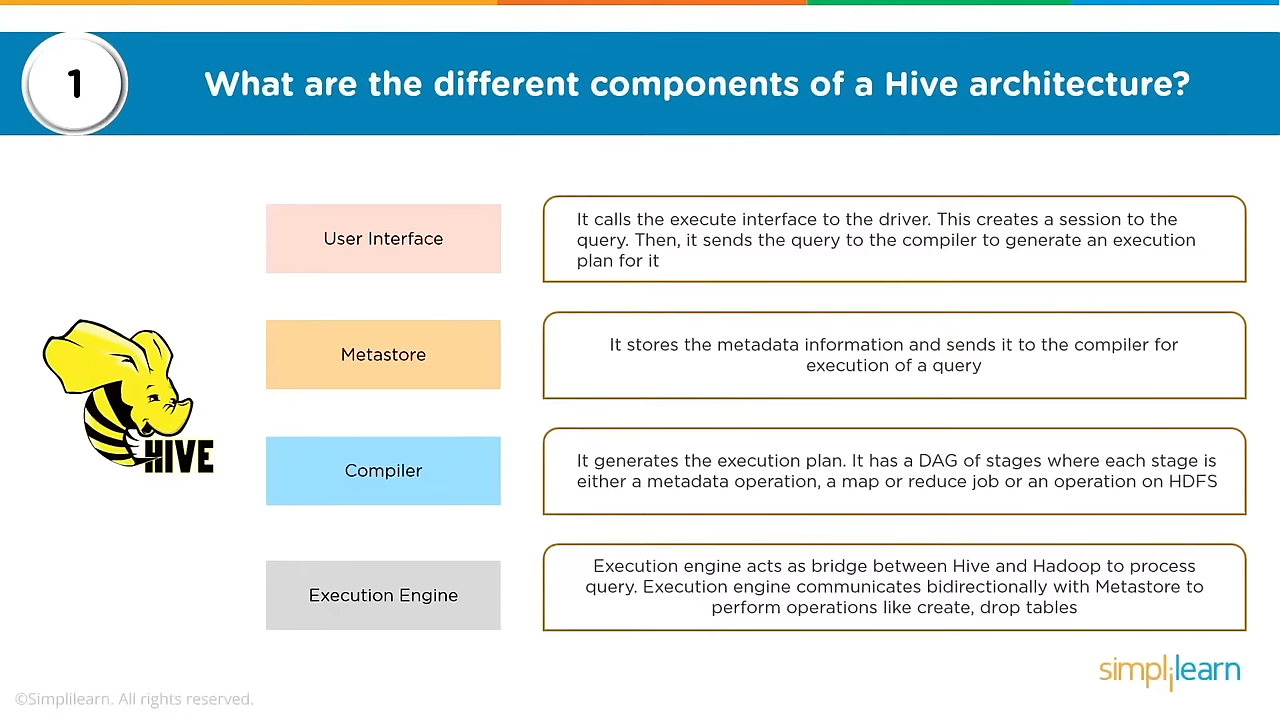 1
What are the different components of a Hive architecture?
User Interface
It calls the execute interface to the driver. This creates a session to the
query. Then, it sends the query to the compiler to generate an execution
plan for it
Metastore
It stores the metadata information and sends it to the compiler for
execution of a query
HIVE
Compiler
It generates the execution plan. It has a DAG of stages where each stage is
either a metadata operation, a map or reduce job or an operation on HDFS
Execution Engine
Execution engine acts as bridge between Hive and Hadoop to process
query. Execution engine communicates bidirectionally with Metastore to
perform operations like create, drop tables
simplilearn
©Simplilearn. All rights reserved.